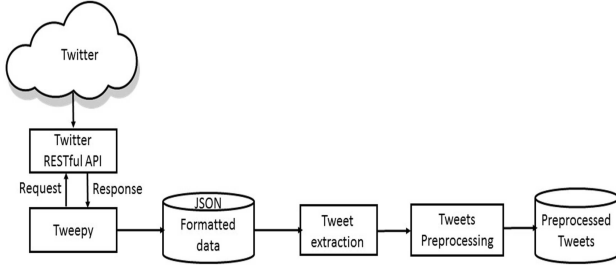 Twitter
Twitter
RESTful API
Request
Response
Tweepy
JSON
Formatted
data
Tweet
extraction
Tweets
Preprocessing
Preprocessed
Tweets